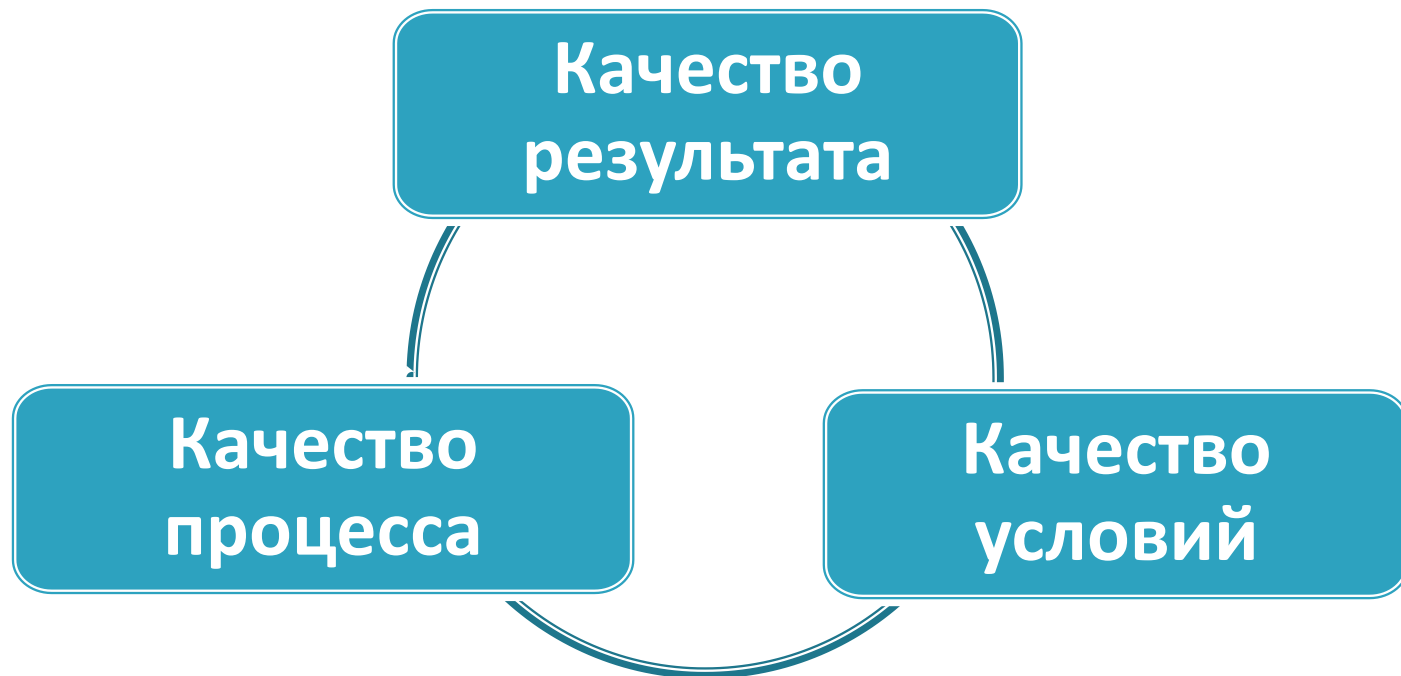 Качество
результата
Качество
процесса
Качество
условий